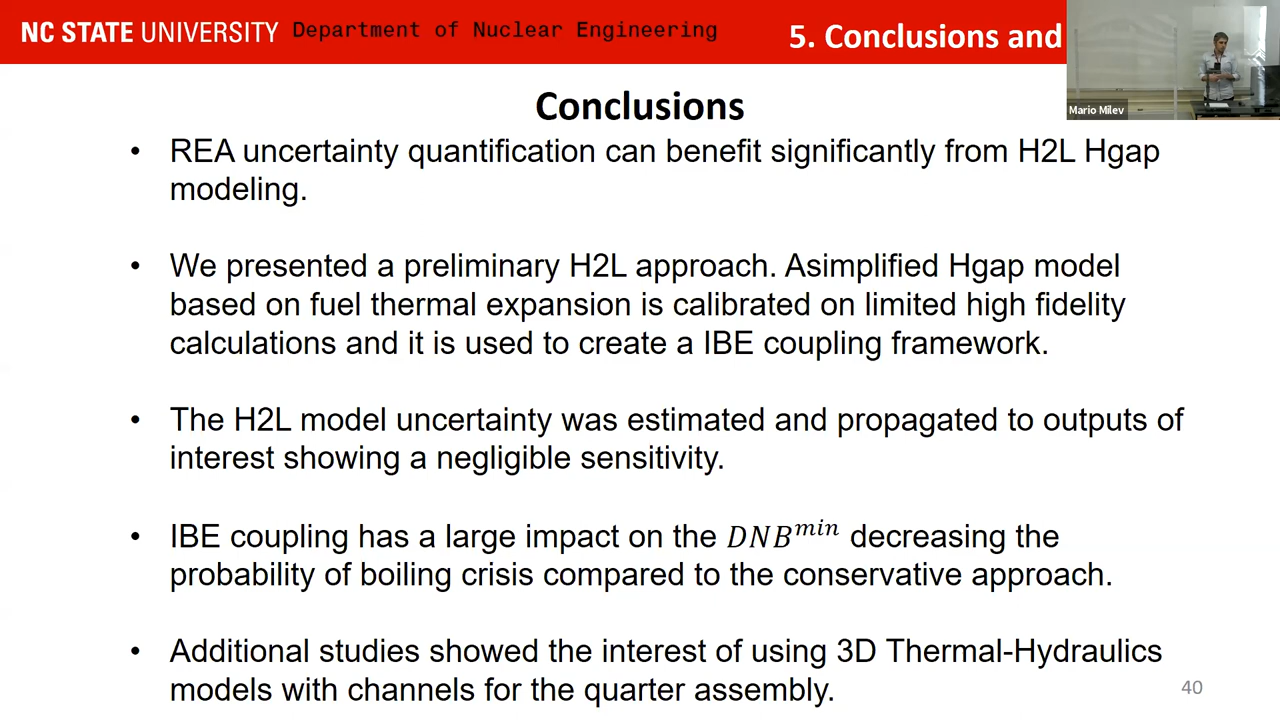 NC STATE UNIVERSITY Department of Nuclear Engineering
5. Conclusions and
Mario Milev
Conclusions
• REA uncertainty quantification can benefit significantly from H2L Hgap
modeling.
• We presented a preliminary H2L approach. Asimplified Hgap model
based on fuel thermal expansion is calibrated on limited high fidelity
calculations and it is used to create a IBE coupling framework.
• The H2L model uncertainty was estimated and propagated to outputs of
interest showing a negligible sensitivity.
• IBE coupling has a large impact on the DNB^min decreasing the
probability of boiling crisis compared to the conservative approach.
• Additional studies showed the interest of using 3D Thermal-Hydraulics
models with channels for the quarter assembly.
40